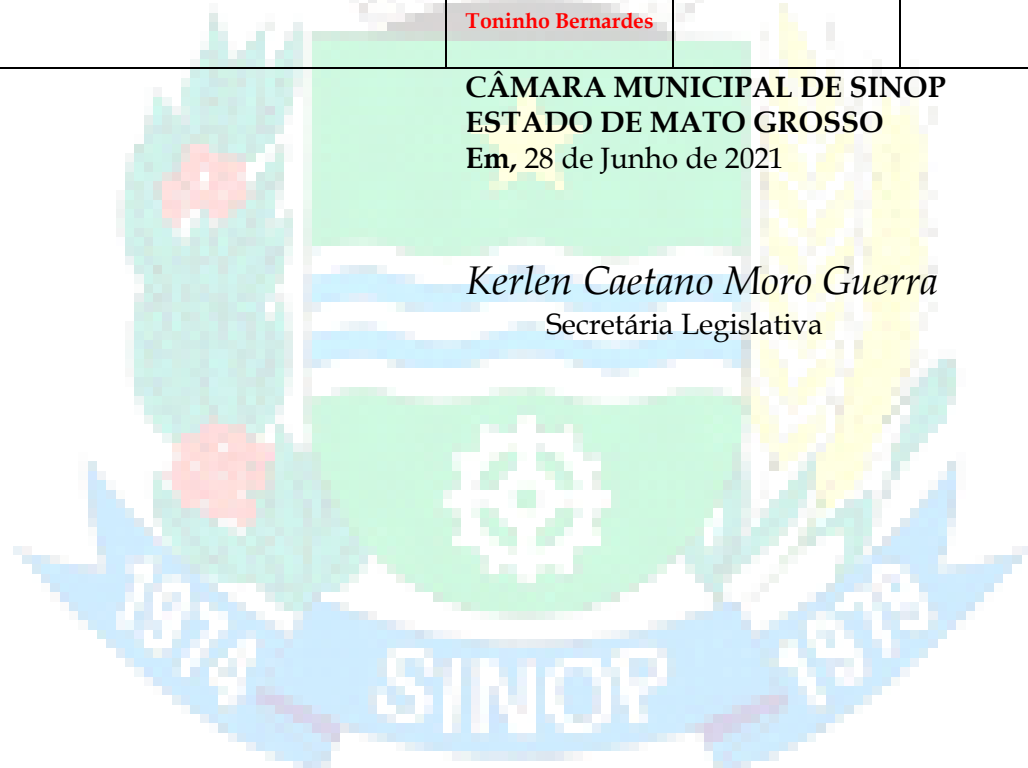 Toninho Bernardes
CÂMARA MUNICIPAL DE SINOP
ESTADO DE MATO GROSSO
Em, 28 de Junho de 2021
Kerlen Caetano Moro Guerra
Secretária Legislativa
1974 SINOP 1979